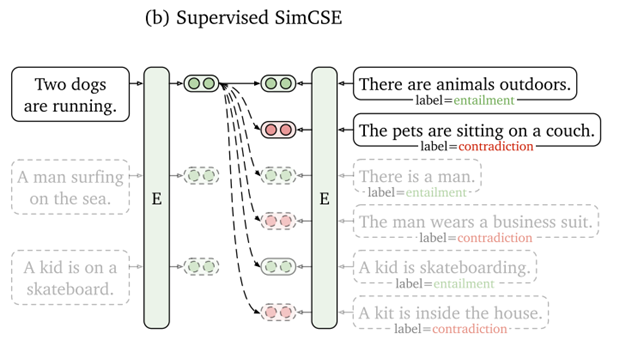 (b) Supervised SimCSE
Two dogs
are running.
A man surfing
on the sea.
A kid is on a
skateboard.
E
E
There are animals outdoors.
label=entailment
The pets are sitting on a couch.
label=contradiction
There is a man.
label=entailment
The man wears a business suit.
label=contradiction
A kid is skateboarding.
label=entailment
A kit is inside the house.
label=contradiction